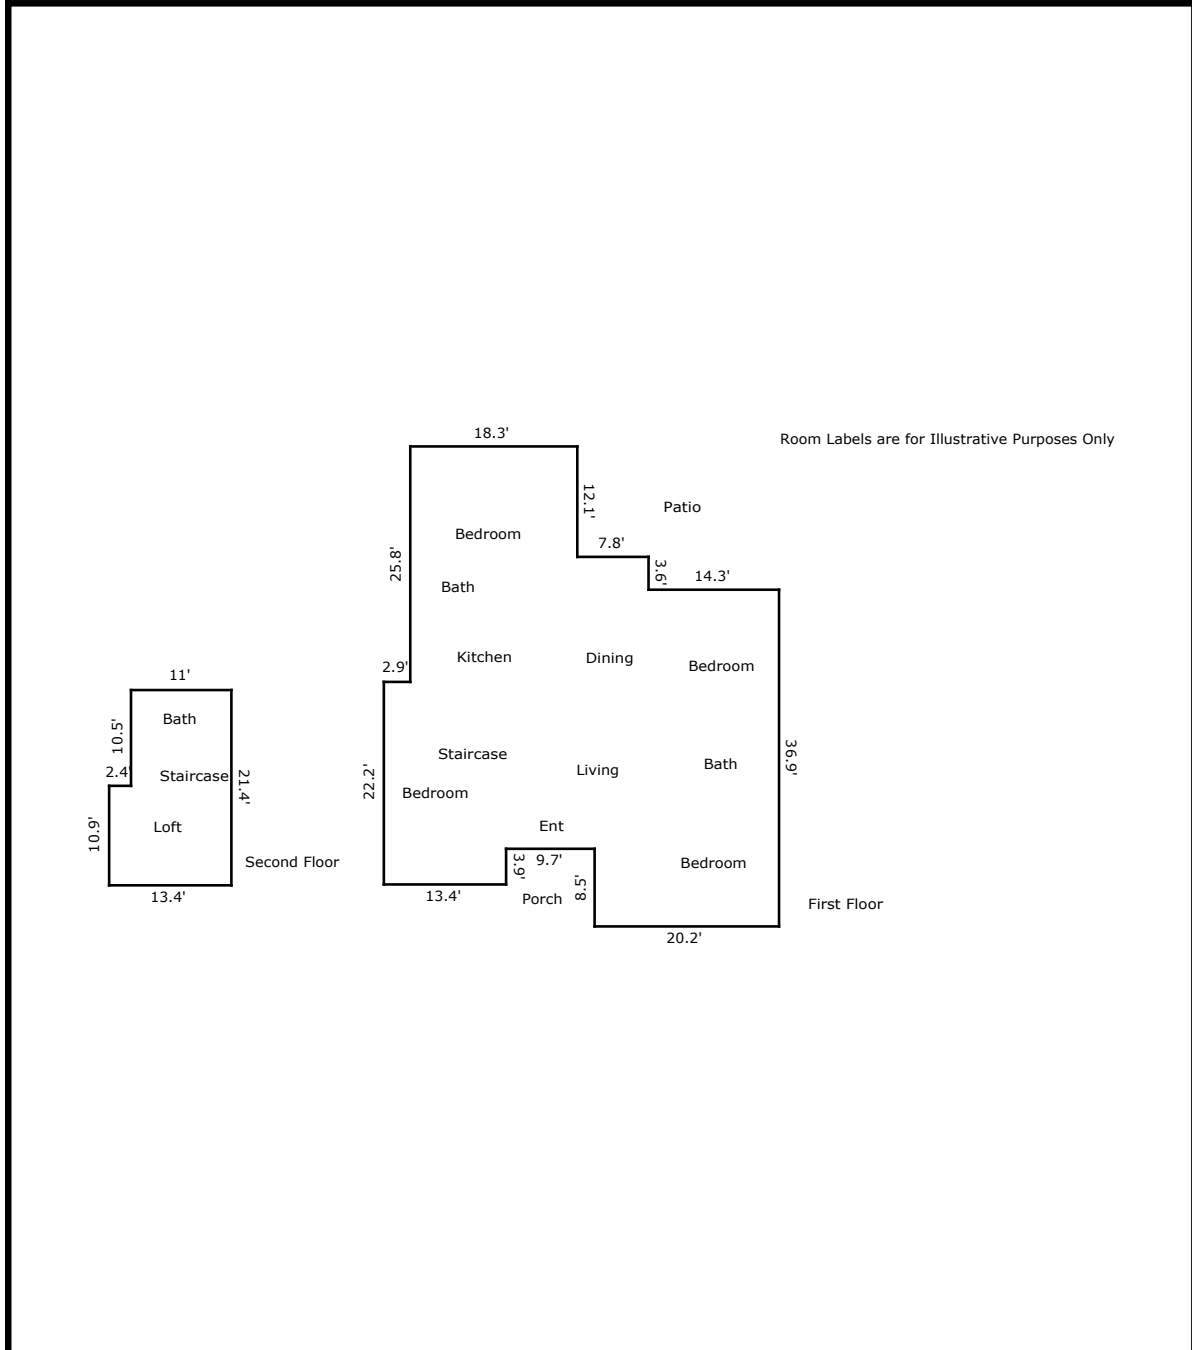 18.3'
Room Labels are for Illustrative Purposes Only
12.1'
Patio
Bedroom
7.8'
25.8'
3.6'
14.3'
Bath
Kitchen
Dining
Bedroom
2.9'
11'
Bath
10.5'
Staircase
Living
Bath
36.9'
2.4'
Staircase
21.4'
22.2'
Bedroom
Loft
10.9'
Ent
Second Floor
3.9'
9.7'
Bedroom
8.5'
13.4'
13.4'
Porch
First Floor
20.2'